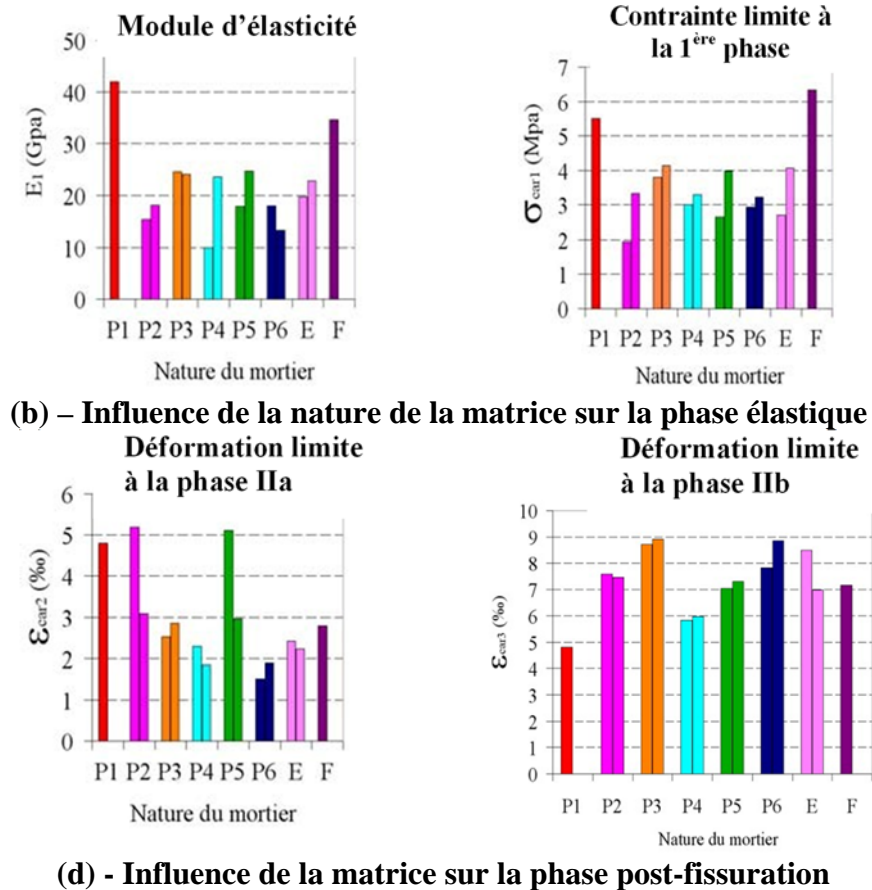 Module d'élasticité
50
40
30
20
10
0
E1 (Gpa)
P1 P2 P3 P4 P5 P6 E F
Nature du mortier
Contrainte limite à
la 1ère phase
7
6
5
4
3
2
1
0
σcar1 (Mpa)
P1 P2 P3 P4 P5 P6 E F
Nature du mortier
(b) – Influence de la nature de la matrice sur la phase élastique
Déformation limite
à la phase IIa
6
5
4
3
2
1
0
εcar2 (‰)
P1 P2 P3 P4 P5 P6 E F
Nature du mortier
Déformation limite
à la phase IIb
10
9
8
7
6
5
4
3
2
1
0
εcar3 (‰)
P1 P2 P3 P4 P5 P6 E F
Nature du mortier
(d) - Influence de la matrice sur la phase post-fissuration